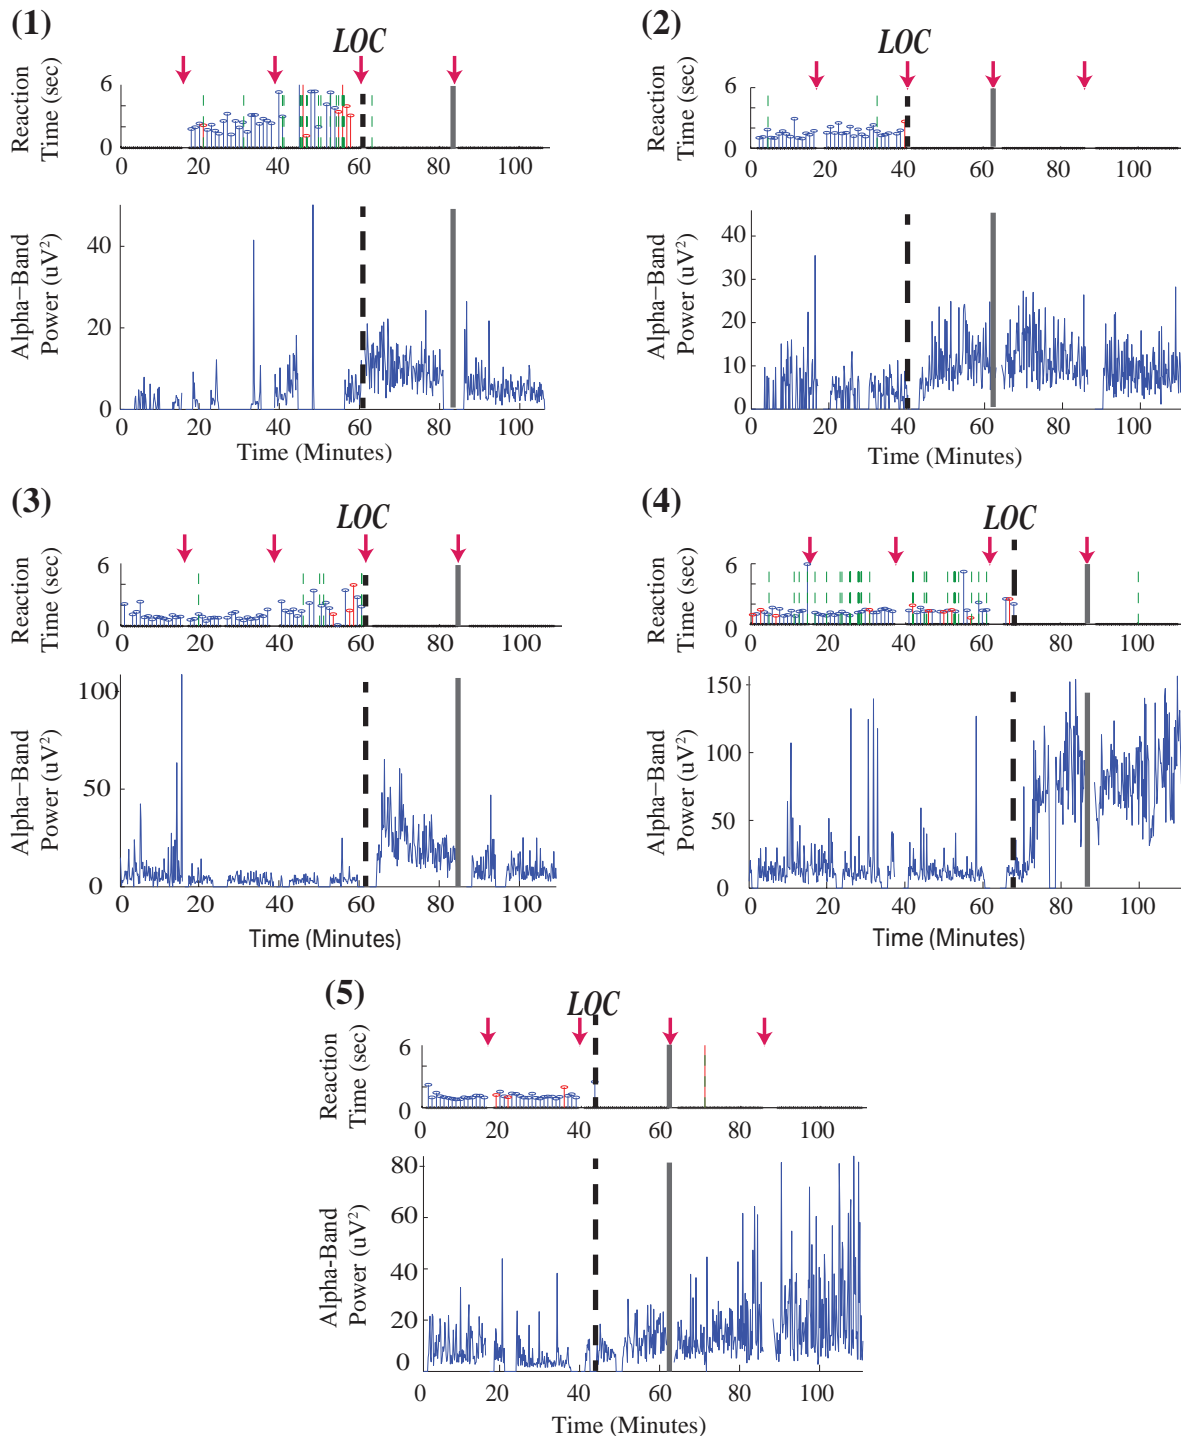 (1)
LOC
Reaction
Time (sec)
6
0
0 20 40 60 80 100
Alpha−Band
Power (uV²)
40
20
0
0 20 40 60 80 100
Time (Minutes)
(2)
LOC
Reaction
Time (sec)
6
0
0 20 40 60 80 100
Alpha−Band
Power (uV²)
40
30
20
10
0
0 20 40 60 80 100
Time (Minutes)
(3)
LOC
Reaction
Time (sec)
6
0
0 20 40 60 80 100
Alpha−Band
Power (uV²)
100
50
0
0 20 40 60 80 100
Time (Minutes)
(4)
LOC
Reaction
Time (sec)
6
0
0 20 40 60 80 100
Alpha−Band
Power (uV²)
150
100
50
0
0 20 40 60 80 100
Time (Minutes)
(5)
LOC
Reaction
Time (sec)
6
0
0 20 40 60 80 100
Alpha-Band
Power (uV²)
80
60
40
20
0
0 20 40 60 80 100
Time (Minutes)